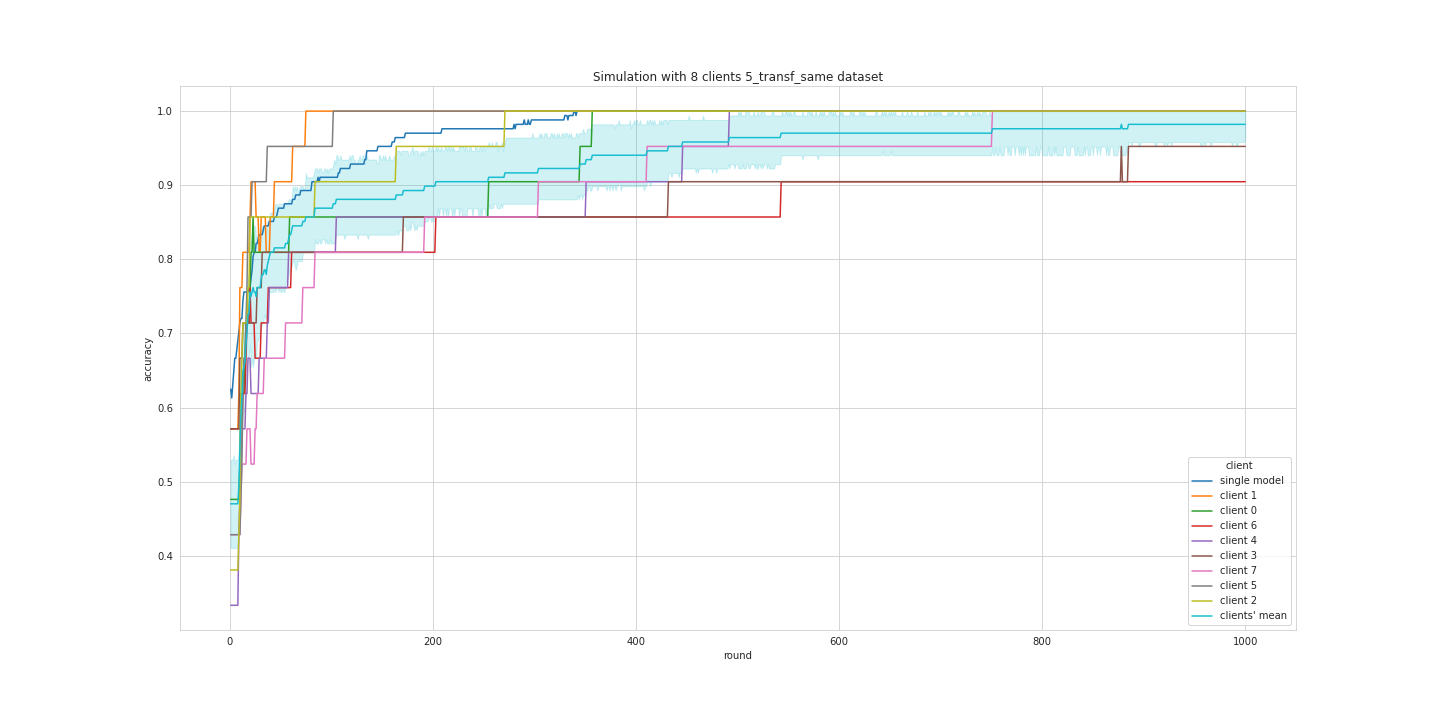 Simulation with 8 clients 5_transf_same dataset
1.0
0.9
0.8
0.7
0.6
0.5
0.4
accuracy
0
200
400
600
800
1000
round
client
single model
client 1
client 0
client 6
client 4
client 3
client 7
client 5
client 2
clients' mean